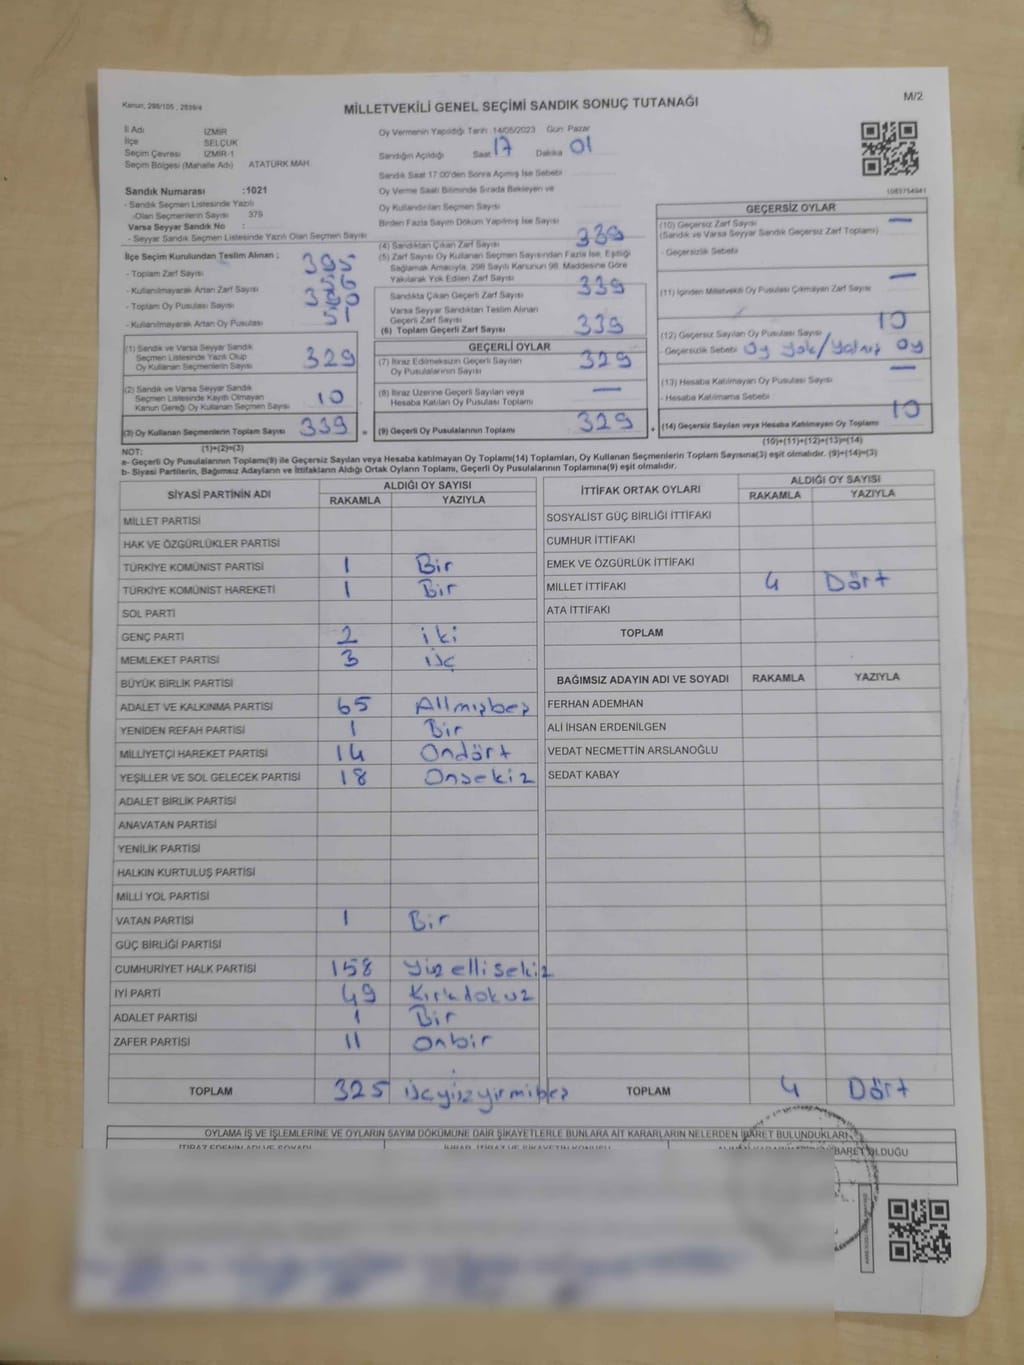 Kanun; 298/105 , 2839/4
MİLLETVEKİLİ GENEL SEÇİMİ SANDIK SONUÇ TUTANAĞI
M/2
İl Adı İZMİR
İlçe SELÇUK
Seçim Çevresi İZMİR-1
Seçim Bölgesi (Mahalle Adı) ATATÜRK MAH.
Sandık Numarası :1021
- Sandık Seçmen Listesinde Yazılı
-Olan Seçmenlerin Sayısı 379
Varsa Seyyar Sandık No :
- Seyyar Sandık Seçmen Listesinde Yazılı Olan Seçmen Sayısı
İlçe Seçim Kurulundan Teslim Alınan ;
- Toplam Zarf Sayısı 395
- Kullanılmayarak Artan Zarf Sayısı
- Toplam Oy Pusulası Sayısı
- Kullanılmayarak Artan Oy Pusulası
(1) Sandık ve Varsa Seyyar Sandık
Seçmen Listesinde Yazılı Olup
Oy Kullanan Seçmenlerin Sayısı 329
(2) Sandık ve Varsa Seyyar Sandık
Seçmen Listesinde Kayıtlı Olmayan
Kanun Gereği Oy Kullanan Seçmen Sayısı 10
(3) Oy Kullanan Seçmenlerin Toplam Sayısı 339 =
(1)+(2)=(3)
Oy Vermenin Yapıldığı Tarih :14/05/2023 Gün: Pazar
Sandığın Açıldığı Saat 17 Dakika 01
Sandık Saat 17:00'den Sonra Açılmış İse Sebebi
Oy Verme Saati Bitiminde Sırada Bekleyen ve
Oy Kullandırılan Seçmen Sayısı
Birden Fazla Sayım Döküm Yapılmış İse Sayısı
(4) Sandıktan Çıkan Zarf Sayısı 339
(5) Zarf Sayısı Oy Kullanan Seçmen Sayısından Fazla İse, Eşitliği
Sağlamak Amacıyla, 298 Sayılı Kanunun 98. Maddesine Göre
Yakılarak Yok Edilen Zarf Sayısı
Sandıkta Çıkan Geçerli Zarf Sayısı 339
Varsa Seyyar Sandıktan Teslim Alınan
Geçerli Zarf Sayısı
(6) Toplam Geçerli Zarf Sayısı 339
GEÇERLİ OYLAR
(7) İtiraz Edilmeksizin Geçerli Sayılan
Oy Pusulalarının Sayısı 329
(8) İtiraz Üzerine Geçerli Sayılan veya
Hesaba Katılan Oy Pusulası Toplamı —
(9) Geçerli Oy Pusulalarının Toplamı 329 +
1083754941
GEÇERSİZ OYLAR
(10) Geçersiz Zarf Sayısı —
(Sandık ve Varsa Seyyar Sandık Geçersiz Zarf Toplamı)
- Geçersizlik Sebebi
(11) İçinden Milletvekili Oy Pusulası Çıkmayan Zarf Sayısı —
(12) Geçersiz Sayılan Oy Pusulası Sayısı 10
- Geçersizlik Sebebi Oy yok/yalnış oy
(13) Hesaba Katılmayan Oy Pusulası Sayısı —
- Hesaba Katılmama Sebebi
(14) Geçersiz Sayılan veya Hesaba Katılmayan Oy Toplamı 10
(10)+(11)+(12)+(13)=(14)
NOT:
a- Geçerli Oy Pusulalarının Toplamı(9) ile Geçersiz Sayılan veya Hesaba Katılmayan Oy Toplamı(14) Toplamları, Oy Kullanan Seçmenlerin Toplam Sayısına(3) eşit olmalıdır. (9)+(14)=(3)
b- Siyasi Partilerin, Bağımsız Adayların ve İttifakların Aldığı Ortak Oyların Toplamı, Geçerli Oy Pusulalarının Toplamına(9) eşit olmalıdır.
SİYASİ PARTİNİN ADI ALDIĞI OY SAYISI
RAKAMLA YAZIYLA
MİLLET PARTİSİ
HAK VE ÖZGÜRLÜKLER PARTİSİ
TÜRKİYE KOMÜNİST PARTİSİ 1 Bir
TÜRKİYE KOMÜNİST HAREKETİ 1 Bir
SOL PARTİ
GENÇ PARTİ 2 iki
MEMLEKET PARTİSİ 3 üç
BÜYÜK BİRLİK PARTİSİ
ADALET VE KALKINMA PARTİSİ 65 Altmışbeş
YENİDEN REFAH PARTİSİ 1 Bir
MİLLİYETÇİ HAREKET PARTİSİ 14 Ondört
YEŞİLLER VE SOL GELECEK PARTİSİ 18 Onsekiz
ADALET BİRLİK PARTİSİ
ANAVATAN PARTİSİ
YENİLİK PARTİSİ
HALKIN KURTULUŞ PARTİSİ
MİLLİ YOL PARTİSİ
VATAN PARTİSİ 1 Bir
GÜÇ BİRLİĞİ PARTİSİ
CUMHURİYET HALK PARTİSİ 158 Yüz elli sekiz
İYİ PARTİ 49 Kırkdokuz
ADALET PARTİSİ 1 Bir
ZAFER PARTİSİ 11 Onbir
TOPLAM 325 üçyüzyirmibeş
İTTİFAK ORTAK OYLARI ALDIĞI OY SAYISI
RAKAMLA YAZIYLA
SOSYALİST GÜÇ BİRLİĞİ İTTİFAKI
CUMHUR İTTİFAKI
EMEK VE ÖZGÜRLÜK İTTİFAKI
MİLLET İTTİFAKI 4 Dört
ATA İTTİFAKI
TOPLAM
BAĞIMSIZ ADAYIN ADI VE SOYADI RAKAMLA YAZIYLA
FERHAN ADEMHAN
ALİ İHSAN ERDENİLGEN
VEDAT NECMETTİN ARSLANOĞLU
SEDAT KABAY
TOPLAM 4 Dört
OYLAMA İŞ VE İŞLEMLERİNE VE OYLARIN SAYIM DÖKÜMÜNE DAİR ŞİKAYETLERLE BUNLARA AİT KARARLARIN NELERDEN İBARET BULUNDUKLARI
İTİRAZ EDENİN ADI VE SOYADI
BARET OLDUĞU